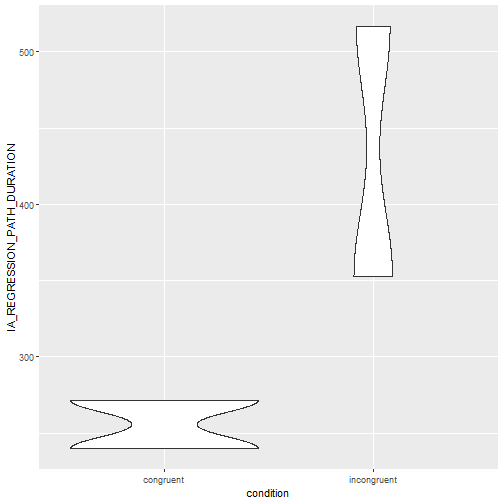 IA_REGRESSION_PATH_DURATION
500
400
300
congruent
incongruent
condition